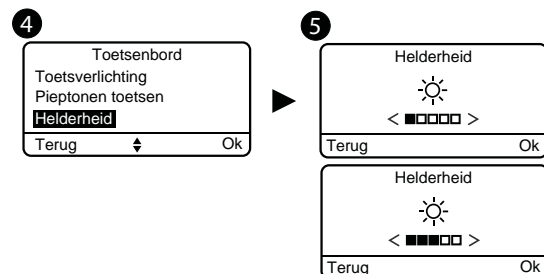 4
Toetsenbord
Toetsverlichting
Pieptonen toetsen
Helderheid
Terug Ok
5
Helderheid
< >
Terug Ok
Helderheid
< >
Terug Ok